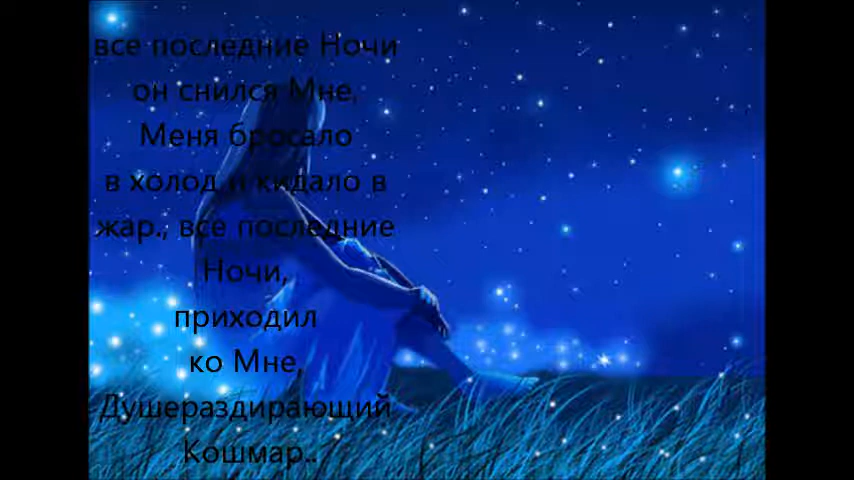 все последние Ночи
он снился Мне,
Меня бросало
в холод и кидало в
жар., все последние
Ночи,
приходил
ко Мне,
Душераздирающий
Кошмар..